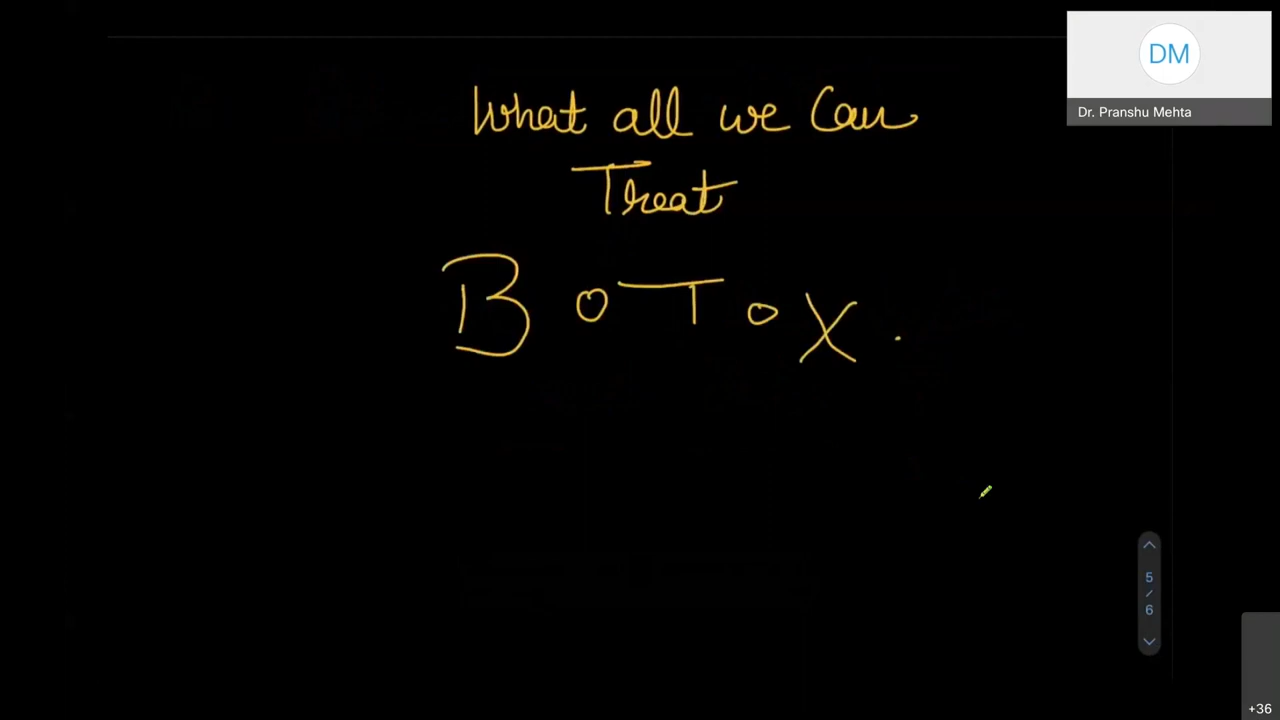 What all we Can
Treat
BOTOX.
DM
Dr. Pranshu Mehta
5
/
6
+36